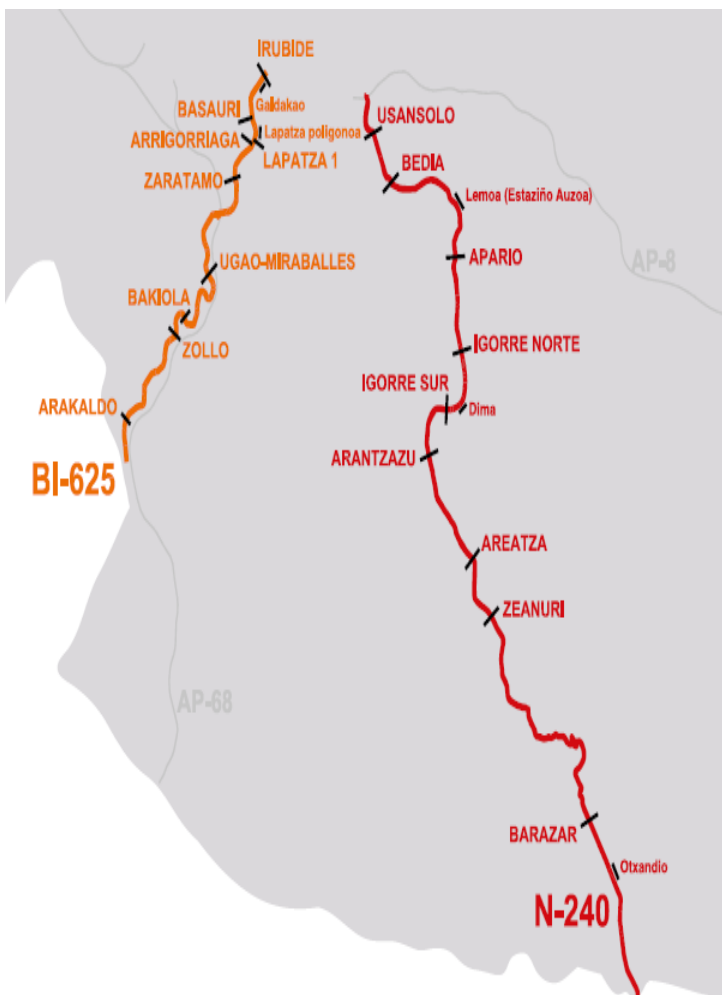 IRUBIDE
Galdakao
BASAURI
Lapatza poligonoa
ARRIGORRIAGA
LAPATZA 1
ZARATAMO
UGAO-MIRABALLES
BAKIOLA
ZOLLO
ARAKALDO
BI-625
AP-68
USANSOLO
BEDIA
Lemoa (Estaziño Auzoa)
AP-8
APARIO
IGORRE NORTE
IGORRE SUR
Dima
ARANTZAZU
AREATZA
ZEANURI
BARAZAR
Otxandio
N-240